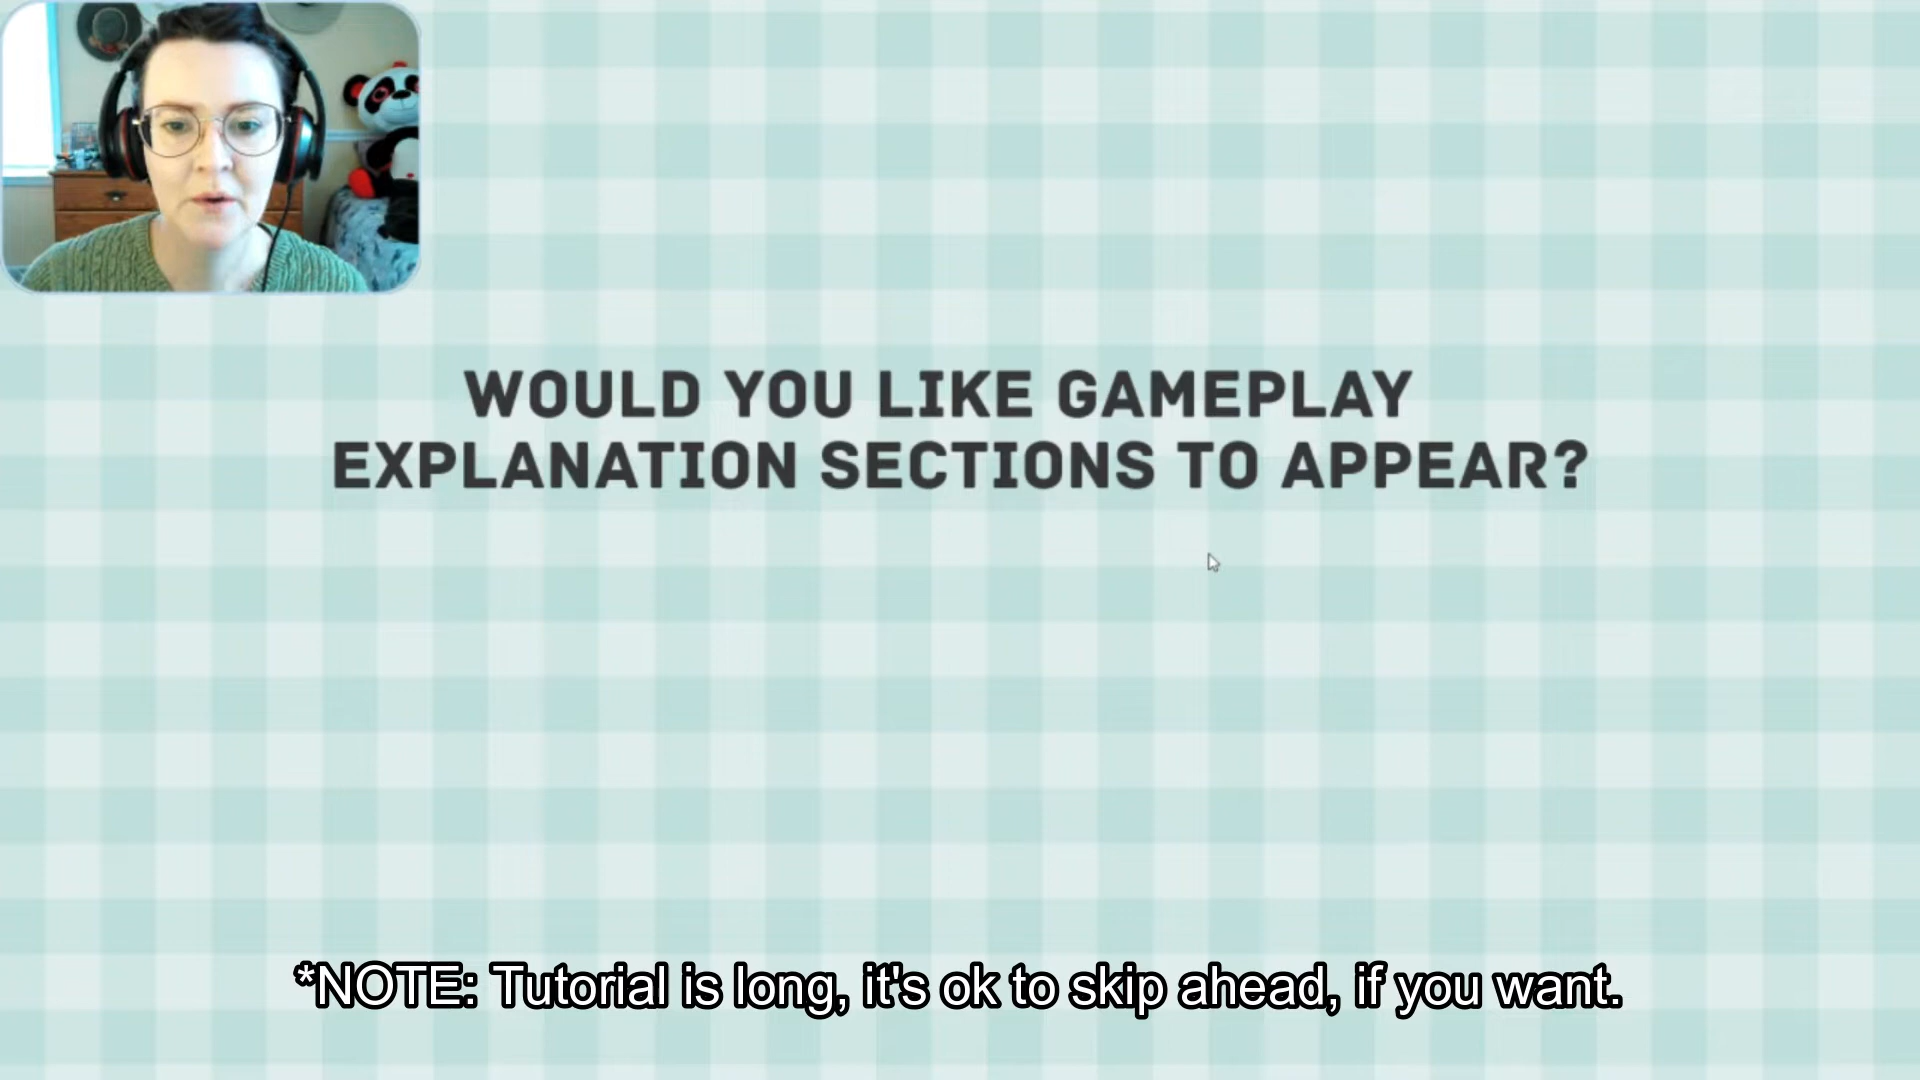 WOULD YOU LIKE GAMEPLAY
EXPLANATION SECTIONS TO APPEAR?
*NOTE: Tutorial is long, it's ok to skip ahead, if you want.